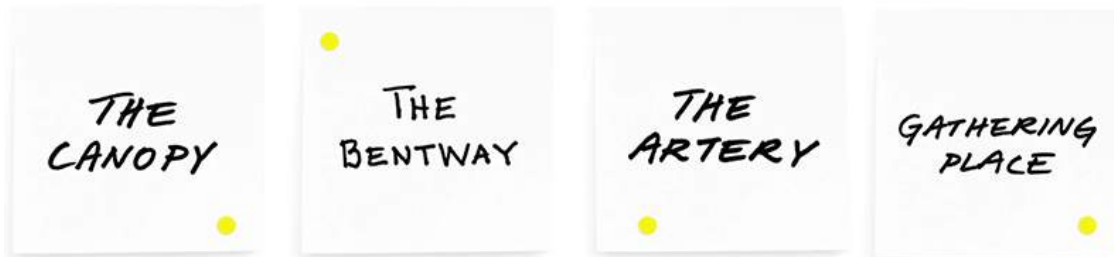 THE
CANOPY
THE
BENTWAY
THE
ARTERY
GATHERING
PLACE